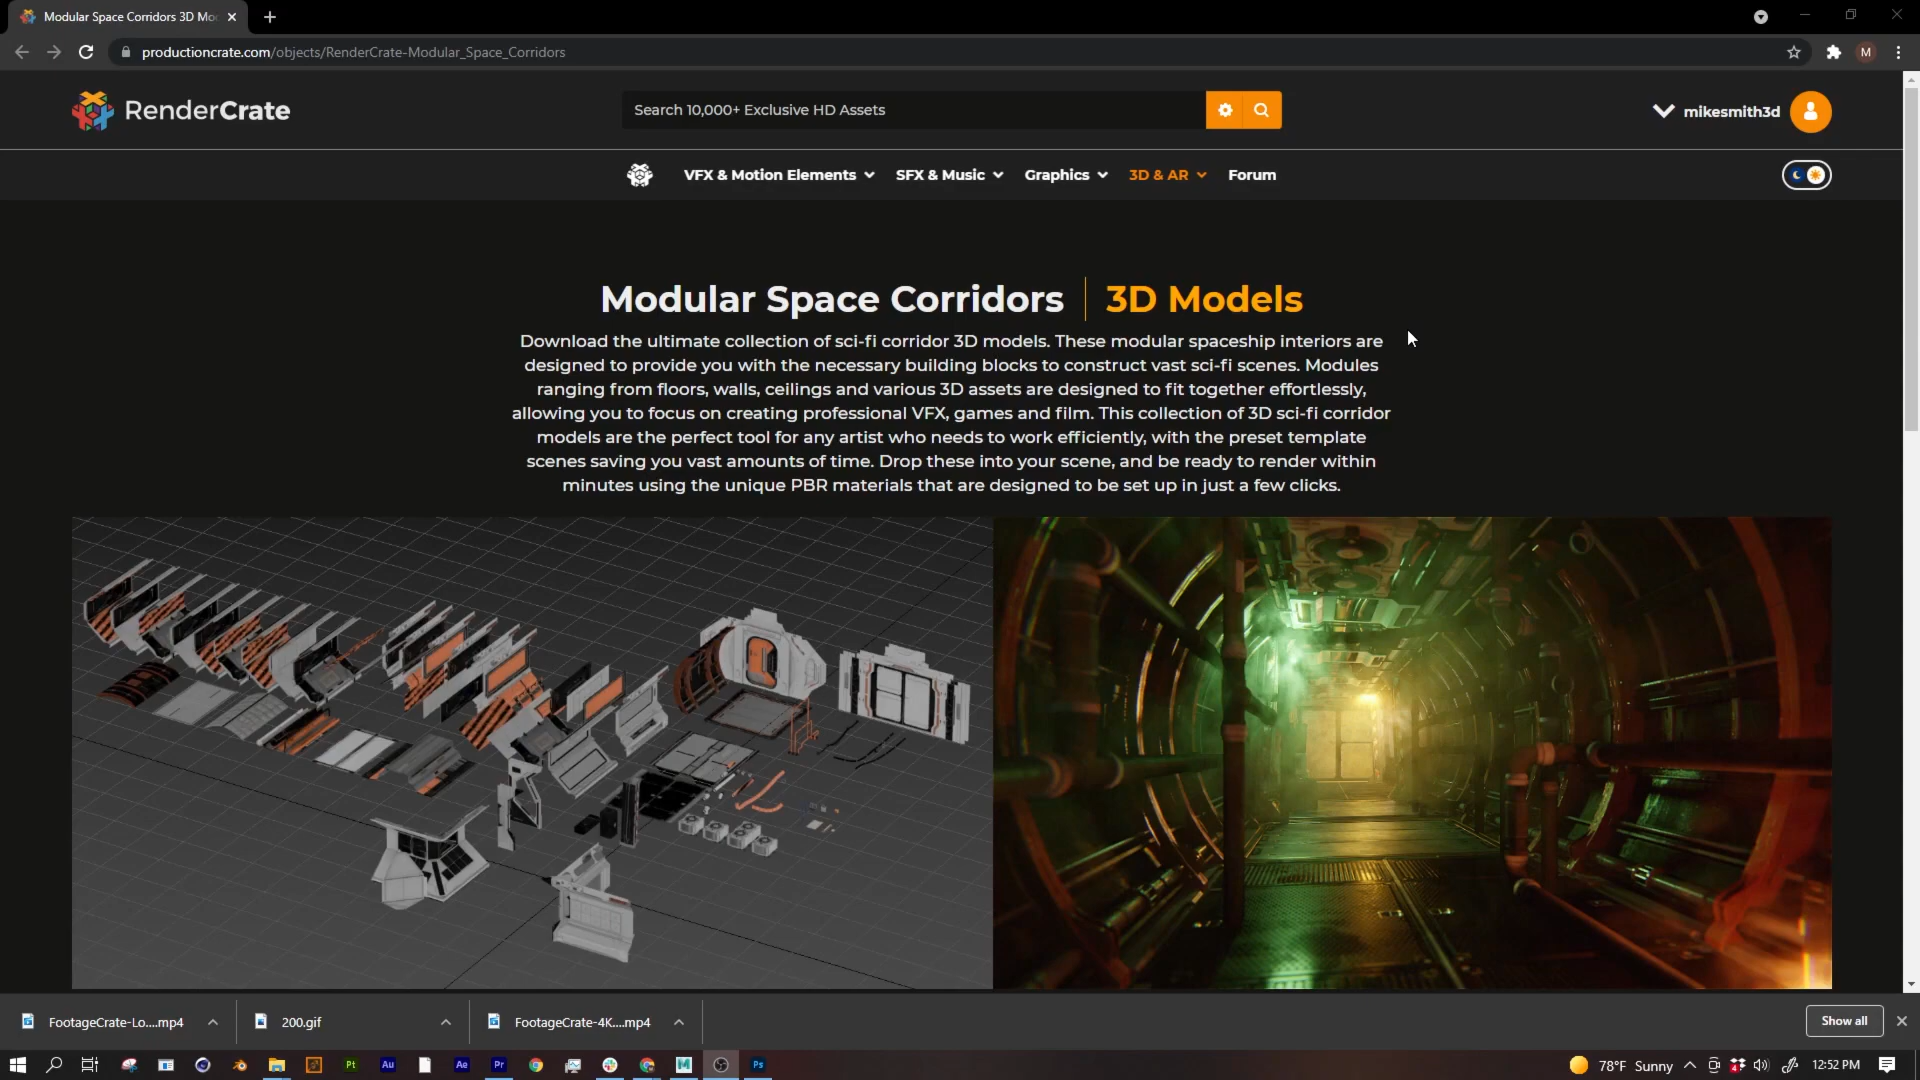 Modular Space Corridors 3D Mo
productioncrate.com/objects/RenderCrate-Modular_Space_Corridors
M
RenderCrate
Search 10,000+ Exclusive HD Assets
mikesmith3d
VFX & Motion Elements
SFX & Music
Graphics
3D & AR
Forum
Modular Space Corridors
3D Models
Download the ultimate collection of sci-fi corridor 3D models. These modular spaceship interiors are
designed to provide you with the necessary building blocks to construct vast sci-fi scenes. Modules
ranging from floors, walls, ceilings and various 3D assets are designed to fit together effortlessly,
allowing you to focus on creating professional VFX, games and film. This collection of 3D sci-fi corridor
models are the perfect tool for any artist who needs to work efficiently, with the preset template
scenes saving you vast amounts of time. Drop these into your scene, and be ready to render within
minutes using the unique PBR materials that are designed to be set up in just a few clicks.
FootageCrate-Lo....mp4
200.gif
FootageCrate-4K....mp4
Show all
Pt
Au
Ae
Pr
M
Ps
78°F Sunny
12:52 PM